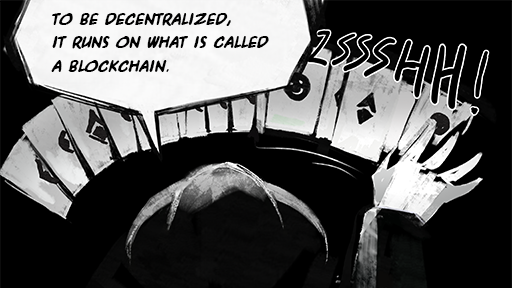 TO BE DECENTRALIZED,
IT RUNS ON WHAT IS CALLED
A BLOCKCHAIN.
ZSSSHH!